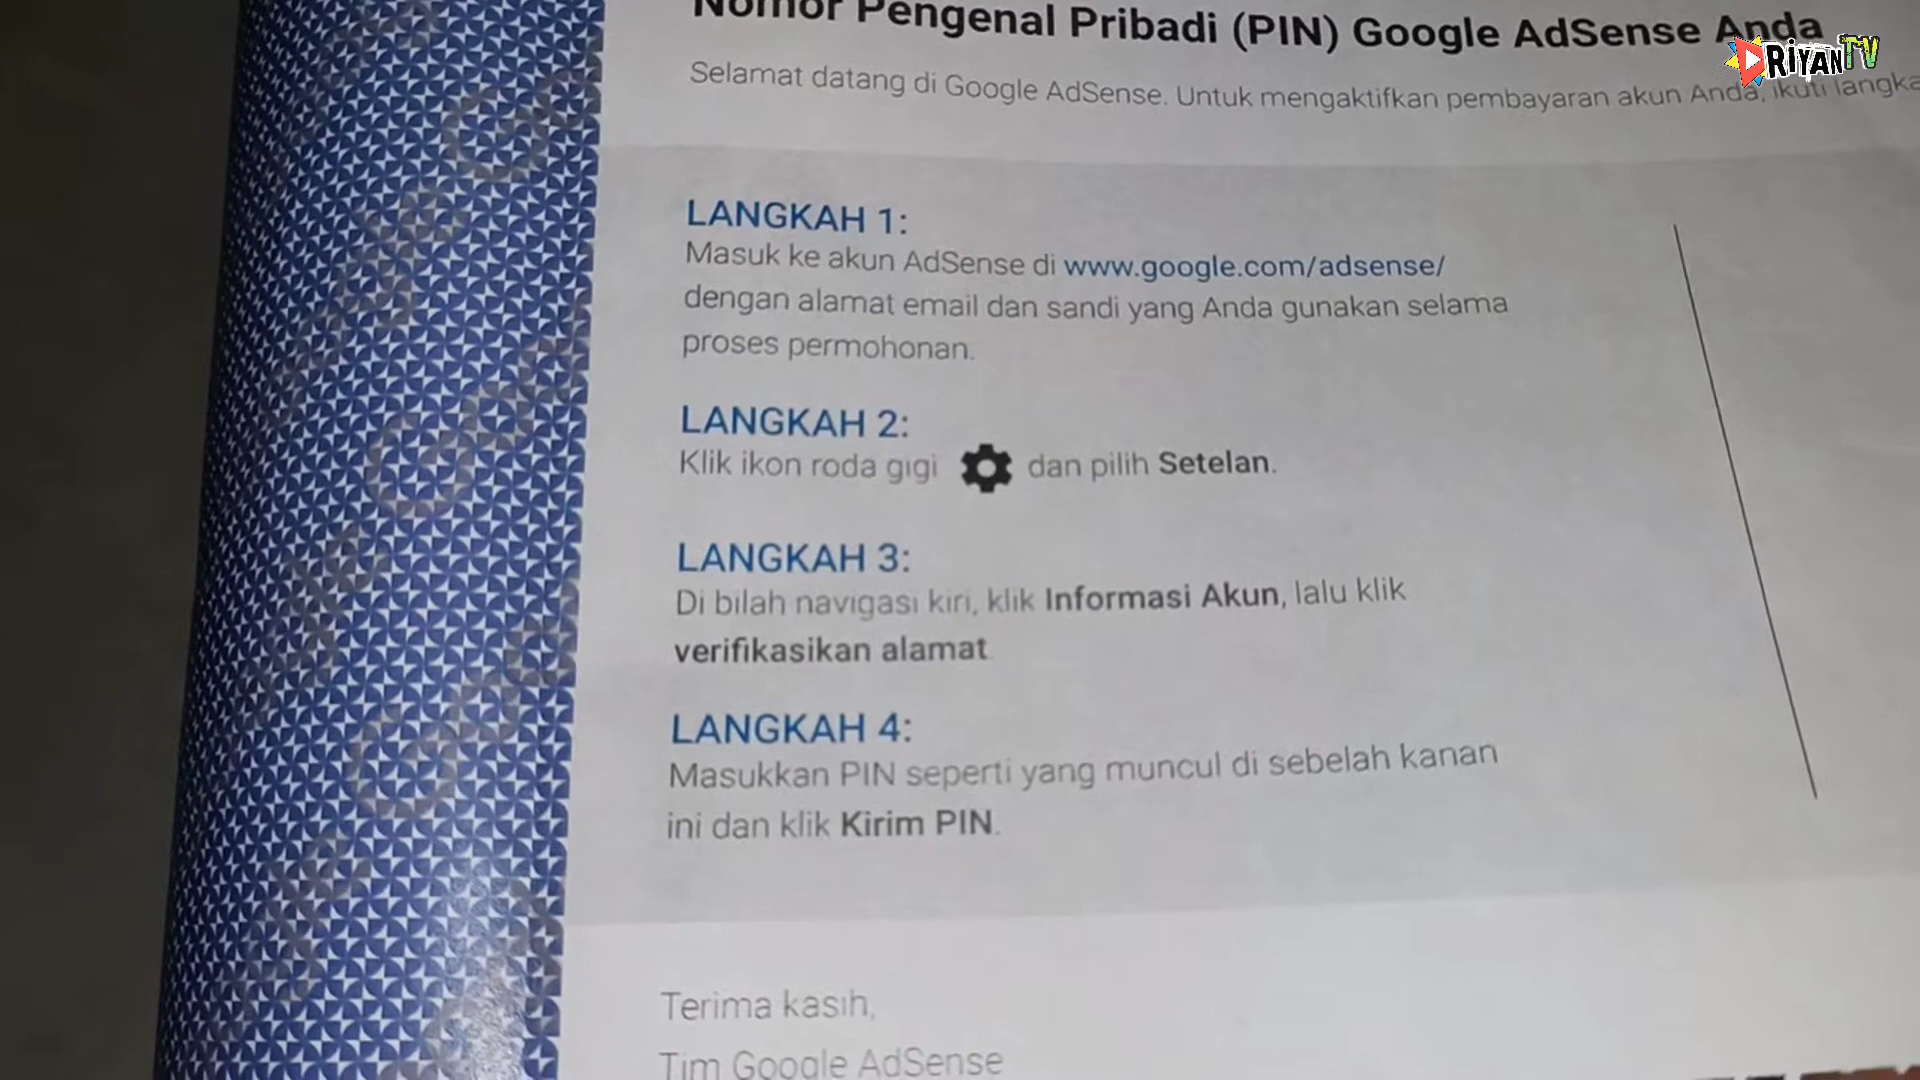 Nomor Pengenal Pribadi (PIN) Google AdSense Anda
RiYAN TV
Selamat datang di Google AdSense. Untuk mengaktifkan pembayaran akun Anda, ikuti langka
LANGKAH 1:
Masuk ke akun AdSense di www.google.com/adsense/
dengan alamat email dan sandi yang Anda gunakan selama
proses permohonan.
LANGKAH 2:
Klik ikon roda gigi dan pilih Setelan.
LANGKAH 3:
Di bilah navigasi kiri, klik Informasi Akun, lalu klik
verifikasikan alamat
LANGKAH 4:
Masukkan PIN seperti yang muncul di sebelah kanan
ini dan klik Kirim PIN.
Terima kasih,
Tim Google AdSense